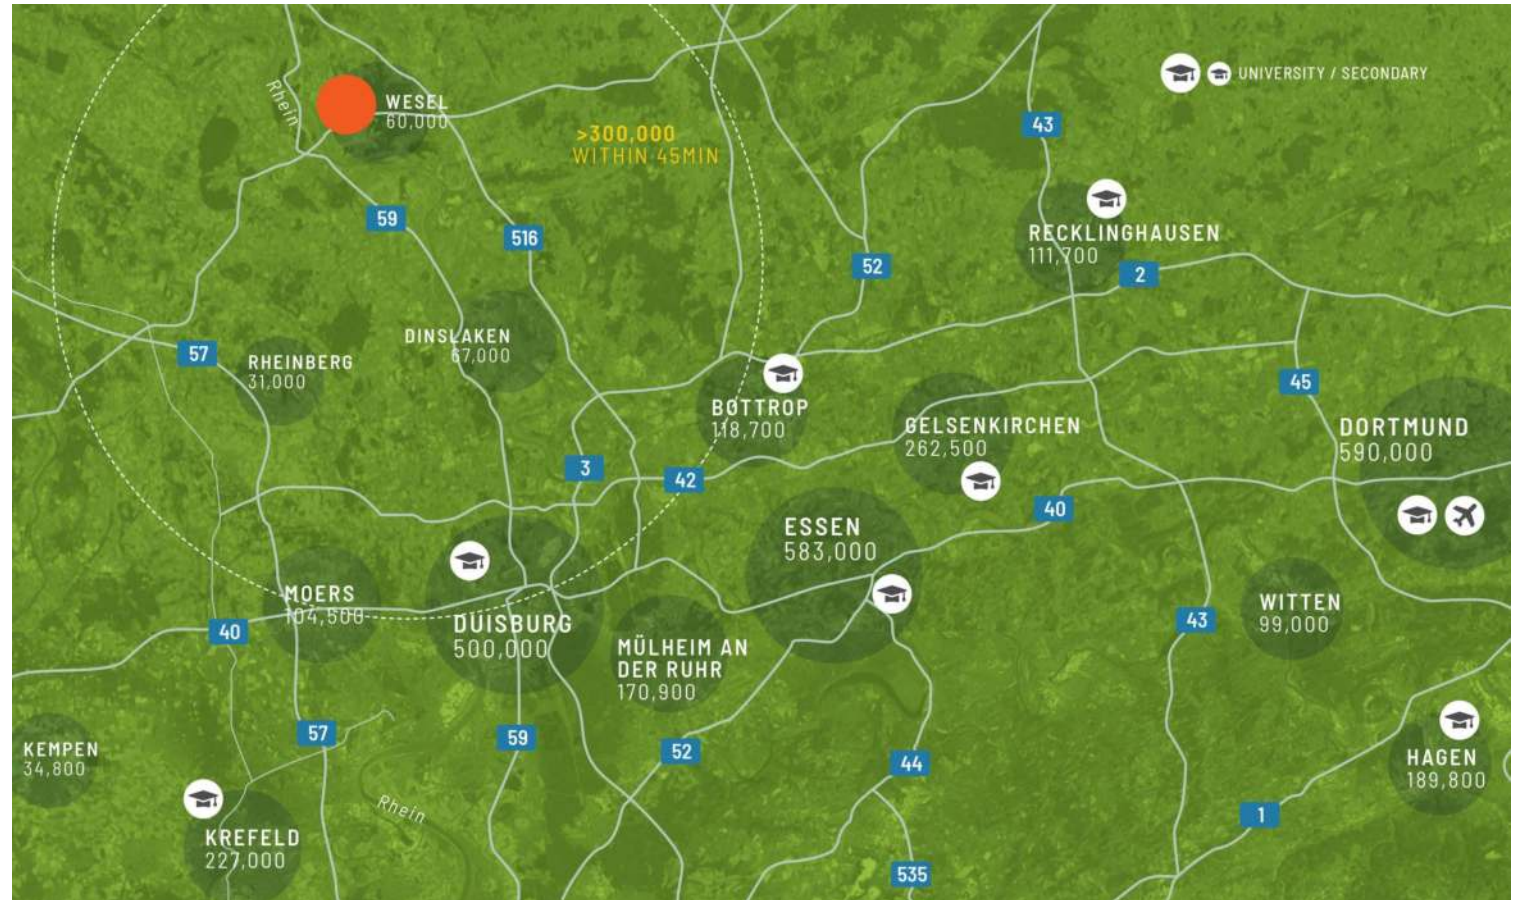 UNIVERSITY / SECONDARY
Rhein
WESEL
60,000
>300,000
WITHIN 45MIN
43
59
516
52
RECKLINGHAUSEN
111,700
2
57
RHEINBERG
31,000
DINSLAKEN
67,000
45
BOTTROP
118,700
GELSENKIRCHEN
262,500
DORTMUND
590,000
3
42
40
ESSEN
583,000
MOERS
104,500
40
DUISBURG
500,000
MÜLHEIM AN
DER RUHR
170,900
43
WITTEN
99,000
57
59
52
44
KEMPEN
34,800
HAGEN
189,800
Rhein
KREFELD
227,000
1
535